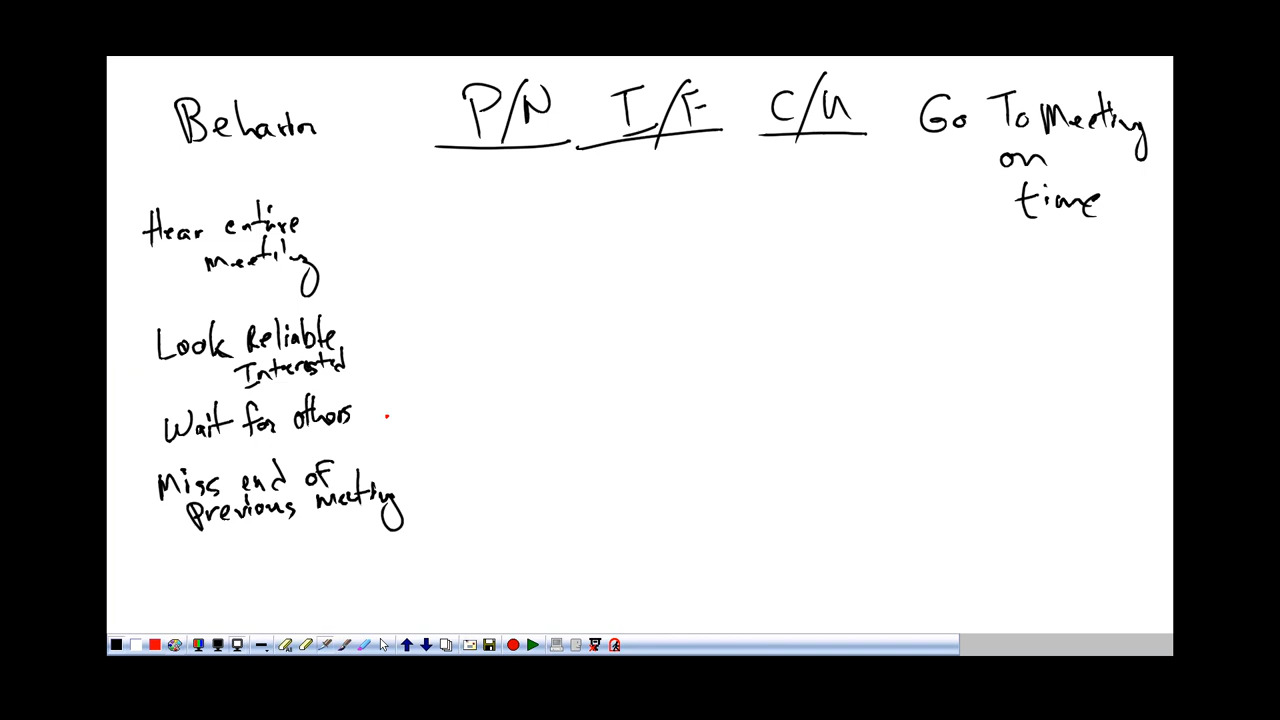 Behavior P/N T/F C/U Go To Meeting
on
time
Hear entire
meeting
Look Reliable
Interested
Wait for others
Miss end of
previous meeting